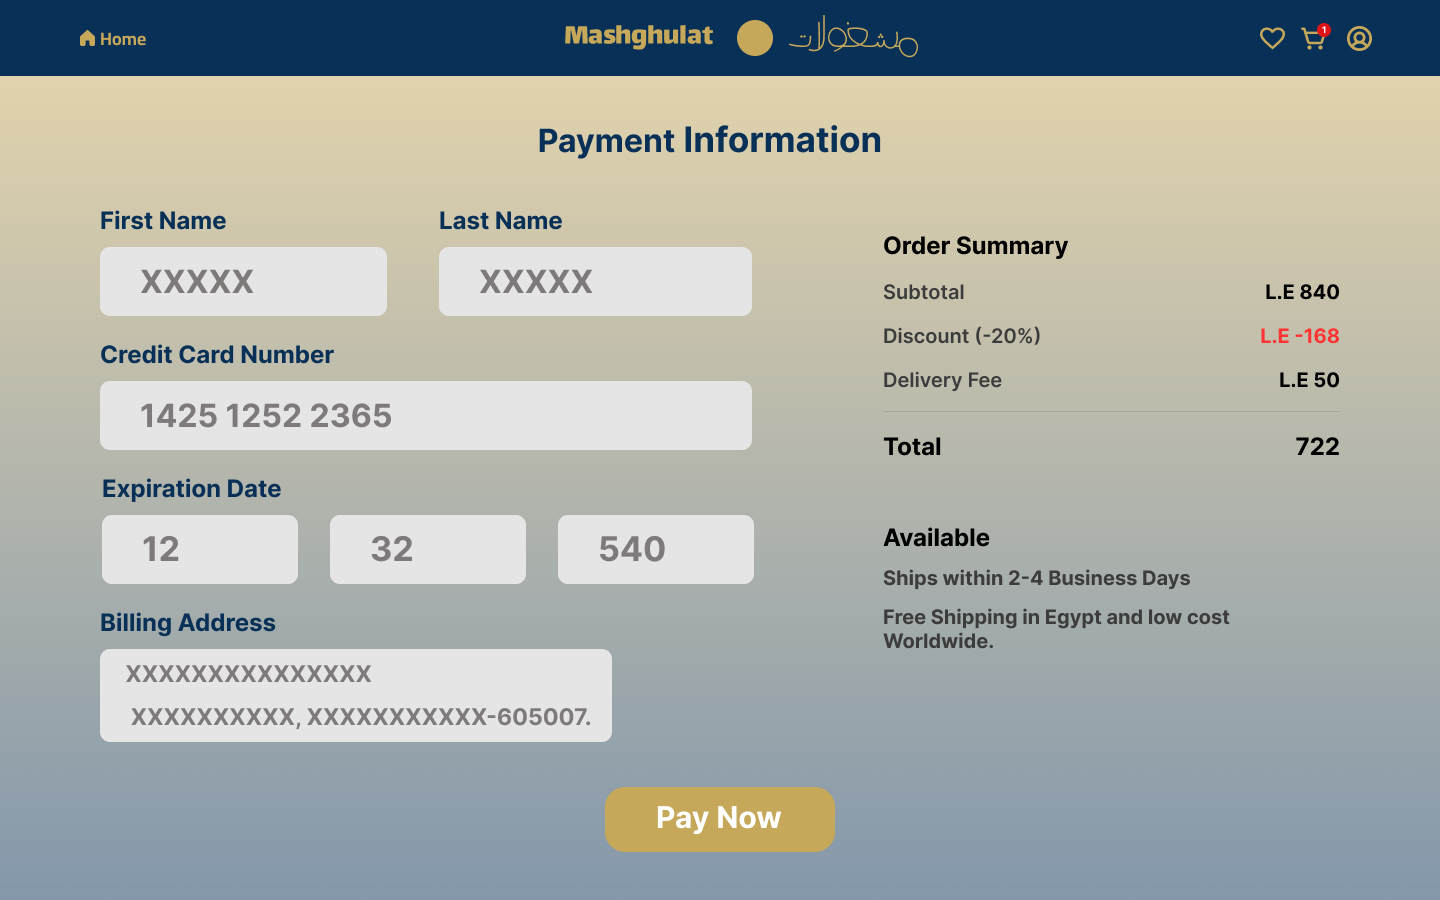 Home
Mashghulat
مشغولات
1
Payment Information
First Name
Last Name
XXXXX
XXXXX
Credit Card Number
1425 1252 2365
Expiration Date
12
32
540
Billing Address
XXXXXXXXXXXXXXX
XXXXXXXXXX, XXXXXXXXXXX-605007.
Order Summary
Subtotal
L.E 840
Discount (-20%)
L.E -168
Delivery Fee
L.E 50
Total
722
Available
Ships within 2-4 Business Days
Free Shipping in Egypt and low cost
Worldwide.
Pay Now